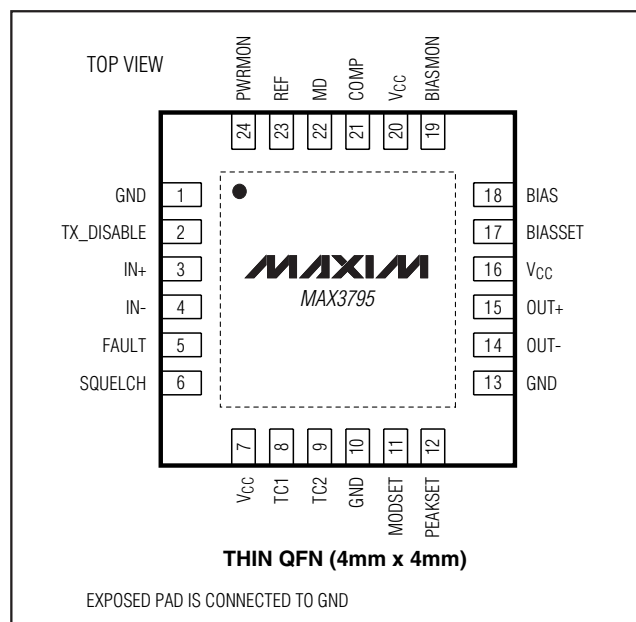 TOP VIEW
PWRMON
REF
MD
COMP
VCC
BIASMON
24
23
22
21
20
19
GND 1
TX_DISABLE 2
IN+ 3
IN- 4
FAULT 5
SQUELCH 6
18 BIAS
17 BIASSET
16 VCC
15 OUT+
14 OUT-
13 GND
MAXIM
MAX3795
7
8
9
10
11
12
VCC
TC1
TC2
GND
MODSET
PEAKSET
THIN QFN (4mm x 4mm)
EXPOSED PAD IS CONNECTED TO GND